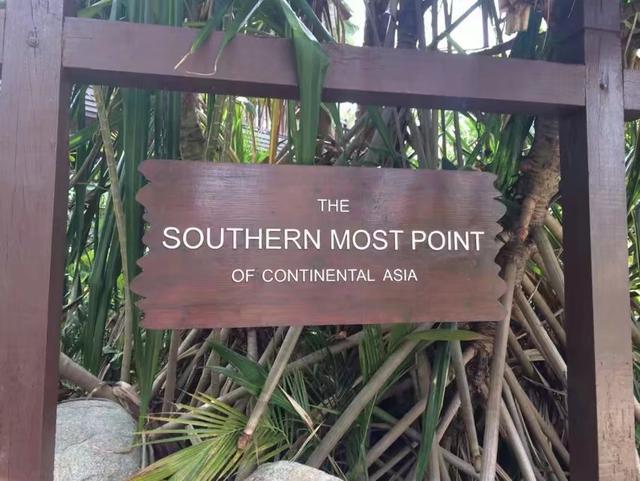 THE
SOUTHERN MOST POINT
OF CONTINENTAL ASIA